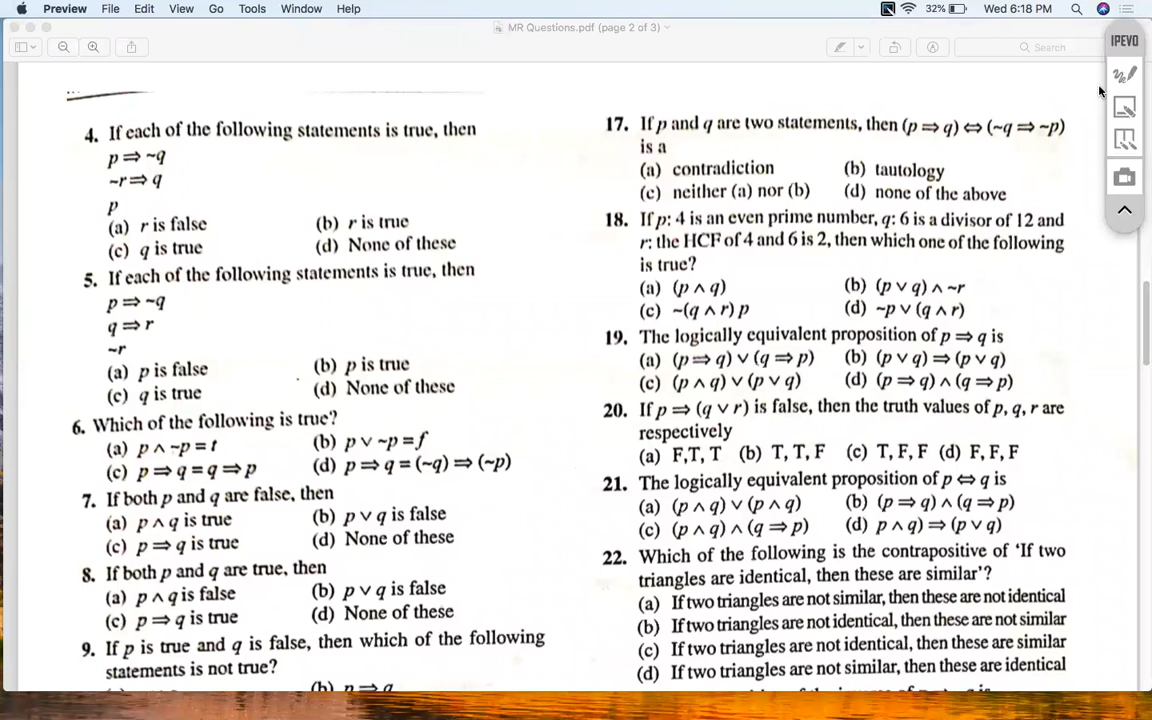 Preview File Edit View Go Tools Window Help 32% Wed 6:18 PM
MR Questions.pdf (page 2 of 3)
Search
IPEVO
4. If each of the following statements is true, then
p ⇒ ~q
~r ⇒ q
p
(a) r is false (b) r is true
(c) q is true (d) None of these
5. If each of the following statements is true, then
p ⇒ ~q
q ⇒ r
~r
(a) p is false (b) p is true
(c) q is true (d) None of these
6. Which of the following is true?
(a) p ∧ ~p = t (b) p ∨ ~p = f
(c) p ⇒ q = q ⇒ p (d) p ⇒ q = (~q) ⇒ (~p)
7. If both p and q are false, then
(a) p ∧ q is true (b) p ∨ q is false
(c) p ⇒ q is true (d) None of these
8. If both p and q are true, then
(a) p ∧ q is false (b) p ∨ q is false
(c) p ⇒ q is true (d) None of these
9. If p is true and q is false, then which of the following
statements is not true?
(b) p ⇒ q
17. If p and q are two statements, then (p ⇒ q) ⇔ (~q ⇒ ~p)
is a
(a) contradiction (b) tautology
(c) neither (a) nor (b) (d) none of the above
18. If p: 4 is an even prime number, q: 6 is a divisor of 12 and
r: the HCF of 4 and 6 is 2, then which one of the following
is true?
(a) (p ∧ q) (b) (p ∨ q) ∧ ~r
(c) ~(q ∧ r) p (d) ~p ∨ (q ∧ r)
19. The logically equivalent proposition of p ⇒ q is
(a) (p ⇒ q) ∨ (q ⇒ p) (b) (p ∨ q) ⇒ (p ∨ q)
(c) (p ∧ q) ∨ (p ∨ q) (d) (p ⇒ q) ∧ (q ⇒ p)
20. If p ⇒ (q ∨ r) is false, then the truth values of p, q, r are
respectively
(a) F,T, T (b) T, T, F (c) T, F, F (d) F, F, F
21. The logically equivalent proposition of p ⇔ q is
(a) (p ∧ q) ∨ (p ∧ q) (b) (p ⇒ q) ∧ (q ⇒ p)
(c) (p ∧ q) ∧ (q ⇒ p) (d) p ∧ q) ⇒ (p ∨ q)
22. Which of the following is the contrapositive of 'If two
triangles are identical, then these are similar'?
(a) If two triangles are not similar, then these are not identical
(b) If two triangles are not identical, then these are not similar
(c) If two triangles are not identical, then these are similar
(d) If two triangles are not similar, then these are identical